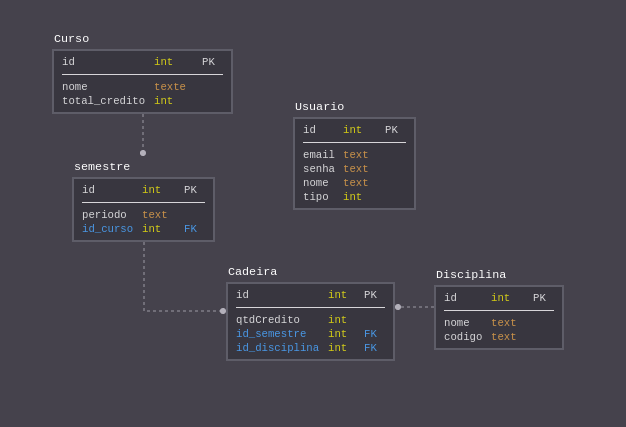 Curso
id int PK
nome texte
total_credito int
Usuario
id int PK
email text
senha text
nome text
tipo int
semestre
id int PK
periodo text
id_curso int FK
Cadeira
id int PK
qtdCredito int
id_semestre int FK
id_disciplina int FK
Disciplina
id int PK
nome text
codigo text